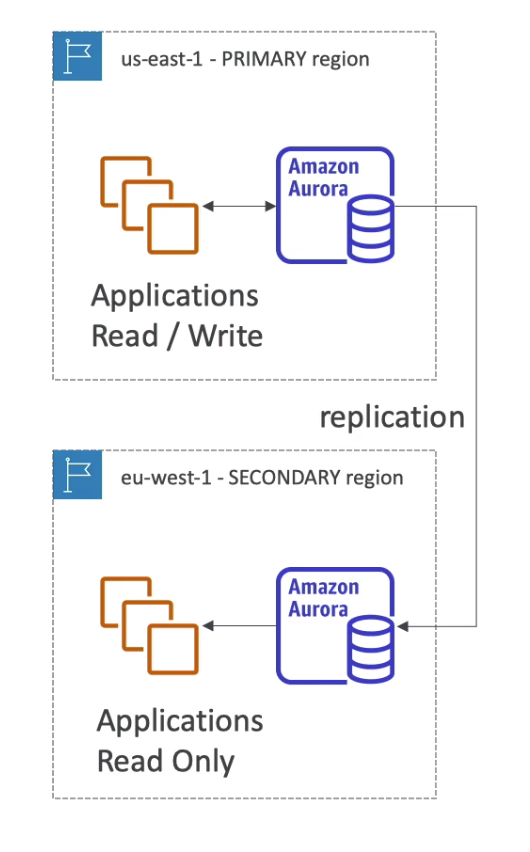 us-east-1 - PRIMARY region
Amazon
Aurora
Applications
Read / Write
replication
eu-west-1 - SECONDARY region
Amazon
Aurora
Applications
Read Only